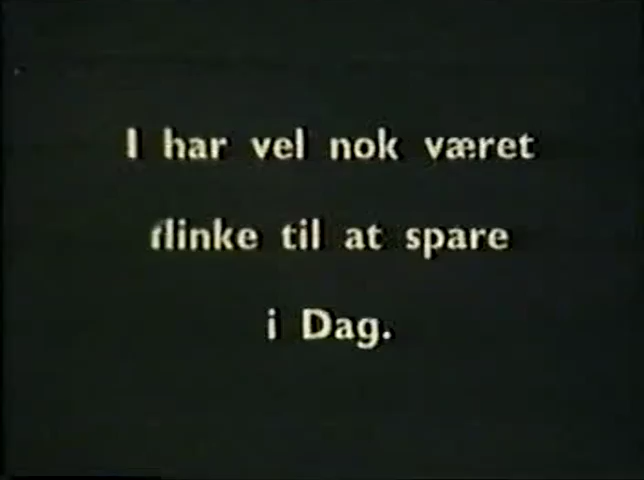 I har vel nok været
flinke til at spare
i Dag.